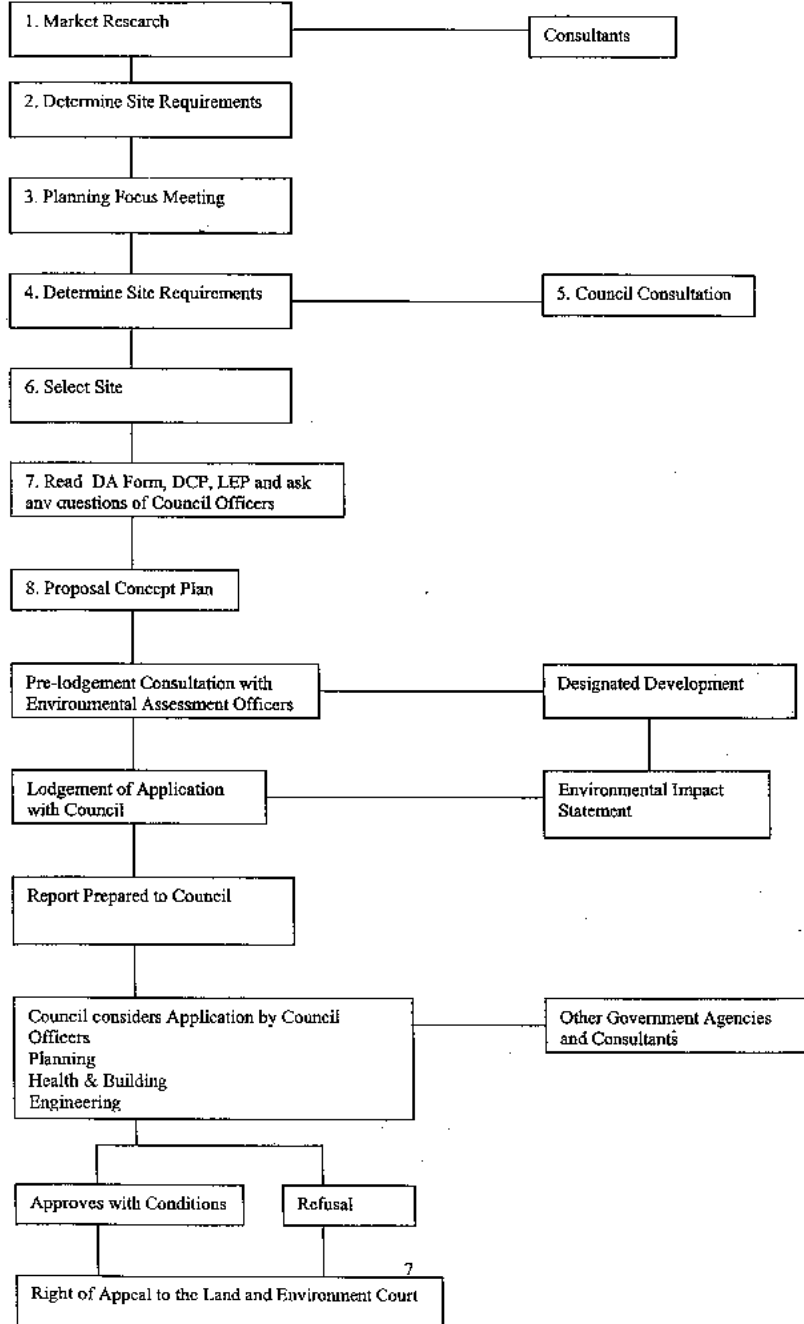 1. Market Research
Consultants
2. Determine Site Requirements
3. Planning Focus Meeting
4. Determine Site Requirements
5. Council Consultation
6. Select Site
7. Read DA Form, DCP, LEP and ask
any questions of Council Officers
8. Proposal Concept Plan
Pre-lodgement Consultation with
Environmental Assessment Officers
Designated Development
Lodgement of Application
with Council
Environmental Impact
Statement
Report Prepared to Council
Council considers Application by Council
Officers
Planning
Health & Building
Engineering
Other Government Agencies
and Consultants
Approves with Conditions
Refusal
7
Right of Appeal to the Land and Environment Court